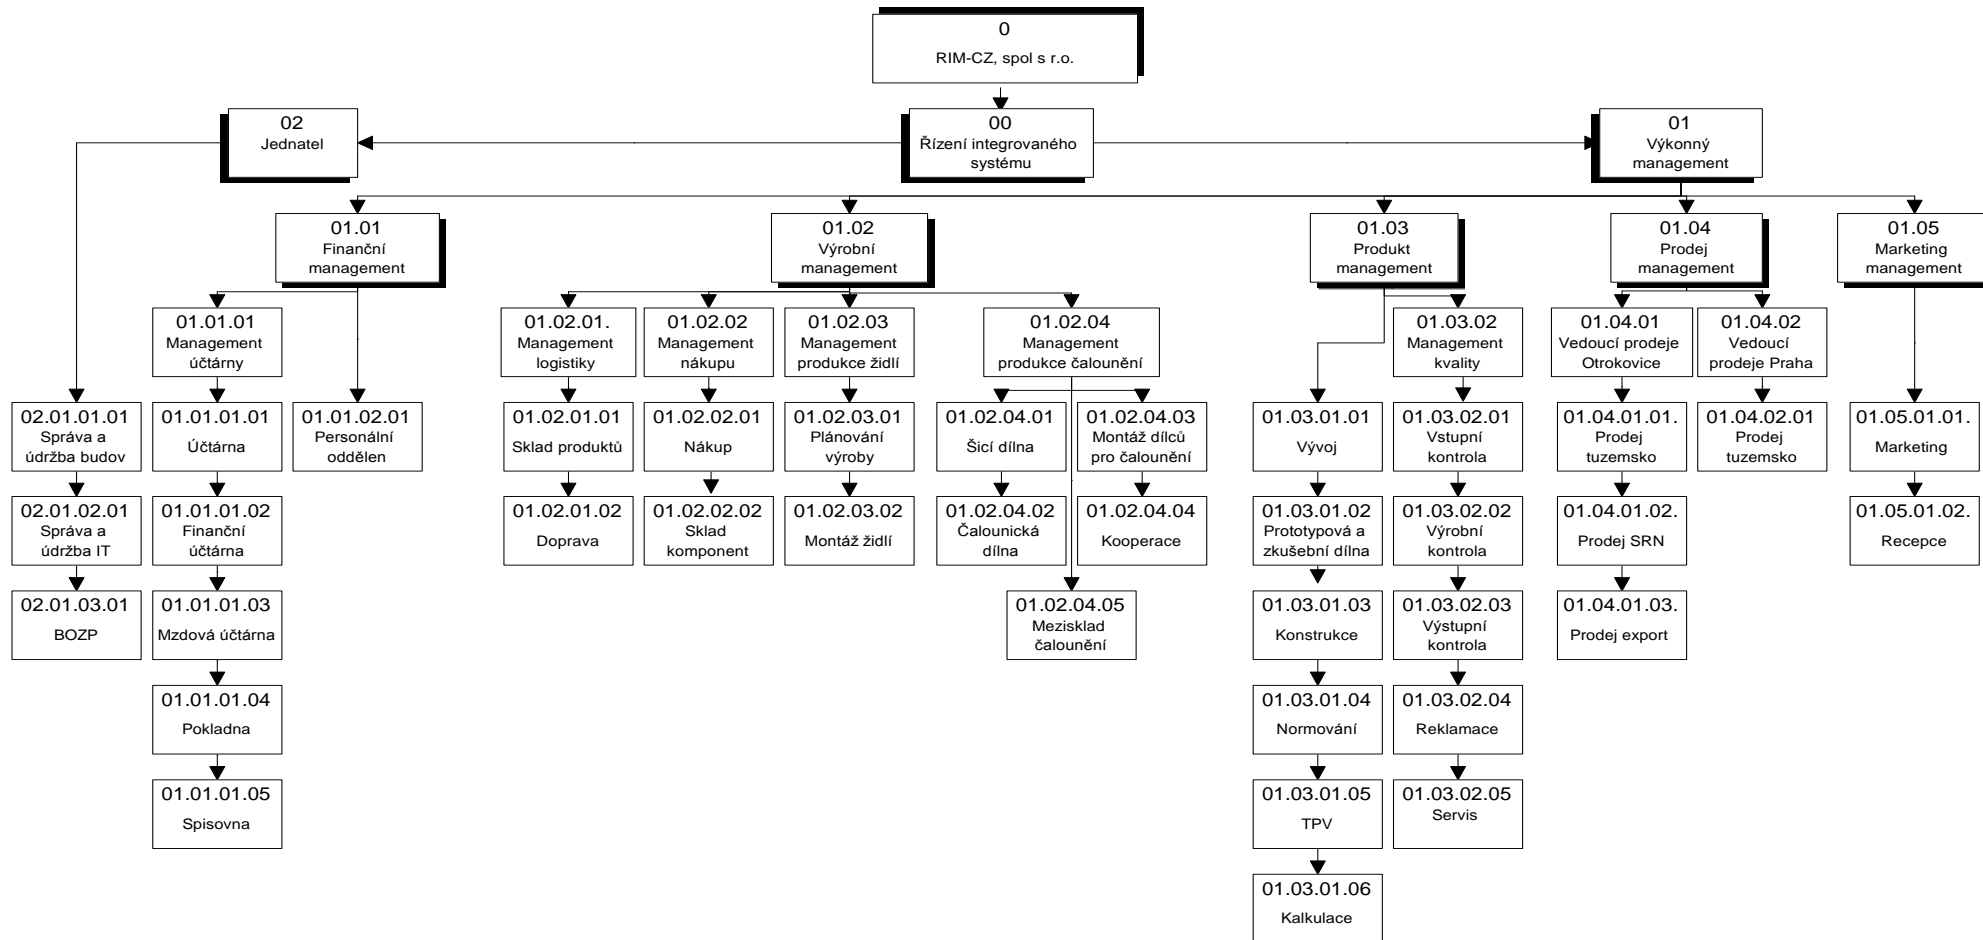 0
RIM-CZ, spol s r.o.
02
Jednatel
00
Řízení integrovaného
systému
01
Výkonný
management
01.01
Finanční
management
01.02
Výrobní
management
01.03
Produkt
management
01.04
Prodej
management
01.05
Marketing
management
01.01.01
Management
účtárny
01.02.01.
Management
logistiky
01.02.02
Management
nákupu
01.02.03
Management
produkce židlí
01.02.04
Management
produkce čalounění
01.03.02
Management
kvality
01.04.01
Vedoucí prodeje
Otrokovice
01.04.02
Vedoucí
prodeje Praha
02.01.01.01
Správa a
údržba budov
01.01.01.01
Účtárna
01.01.02.01
Personální
oddělen
01.02.01.01
Sklad produktů
01.02.02.01
Nákup
01.02.03.01
Plánování
výroby
01.02.04.01
Šicí dílna
01.02.04.03
Montáž dílců
pro čalounění
01.03.01.01
Vývoj
01.03.02.01
Vstupní
kontrola
01.04.01.01.
Prodej
tuzemsko
01.04.02.01
Prodej
tuzemsko
01.05.01.01.
Marketing
02.01.02.01
Správa a
údržba IT
01.01.01.02
Finanční
účtárna
01.02.01.02
Doprava
01.02.02.02
Sklad
komponent
01.02.03.02
Montáž židlí
01.02.04.02
Čalounická
dílna
01.02.04.04
Kooperace
01.03.01.02
Prototypová a
zkušební dílna
01.03.02.02
Výrobní
kontrola
01.04.01.02.
Prodej SRN
01.05.01.02.
Recepce
02.01.03.01
BOZP
01.01.01.03
Mzdová účtárna
01.02.04.05
Mezisklad
čalounění
01.03.01.03
Konstrukce
01.03.02.03
Výstupní
kontrola
01.04.01.03.
Prodej export
01.01.01.04
Pokladna
01.03.01.04
Normování
01.03.02.04
Reklamace
01.01.01.05
Spisovna
01.03.01.05
TPV
01.03.02.05
Servis
01.03.01.06
Kalkulace